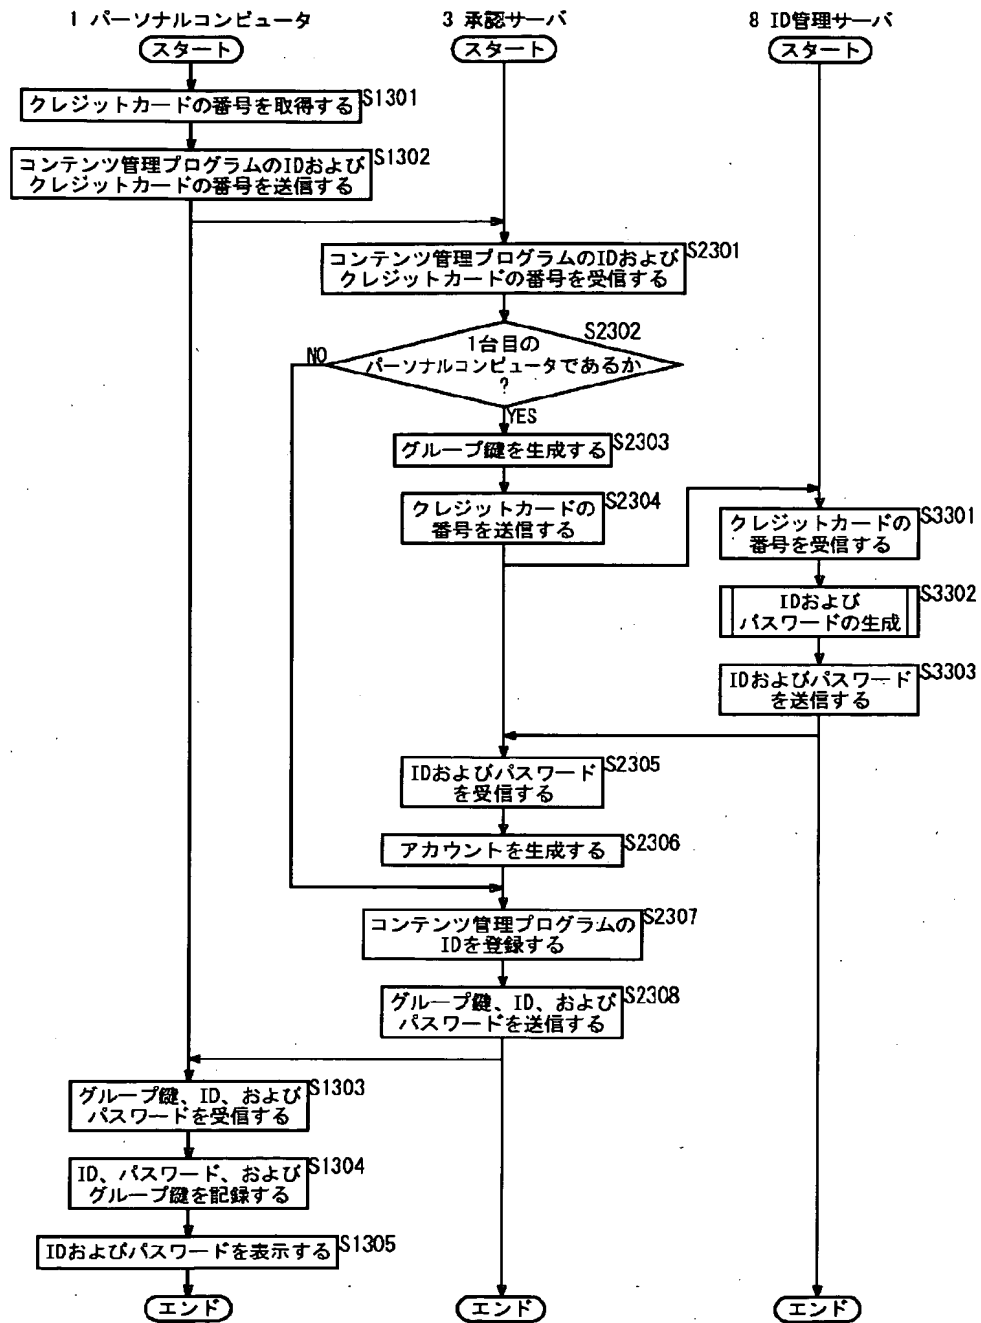 1 パーソナルコンピュータ
3 承認サーバ
8 ID管理サーバ
スタート
スタート
スタート
クレジットカードの番号を取得する
S1301
コンテンツ管理プログラムのIDおよび
クレジットカードの番号を送信する
S1302
コンテンツ管理プログラムのIDおよび
クレジットカードの番号を受信する
S2301
S2302
1台目の
パーソナルコンピュータであるか
?
NO
YES
グループ鍵を生成する
S2303
クレジットカードの
番号を送信する
S2304
クレジットカードの
番号を受信する
S3301
IDおよび
パスワードの生成
S3302
IDおよびパスワード
を送信する
S3303
IDおよびパスワード
を受信する
S2305
アカウントを生成する
S2306
コンテンツ管理プログラムの
IDを登録する
S2307
グループ鍵、ID、および
パスワードを送信する
S2308
グループ鍵、ID、および
パスワードを受信する
S1303
ID、パスワード、および
グループ鍵を記録する
S1304
IDおよびパスワードを表示する
S1305
エンド
エンド
エンド